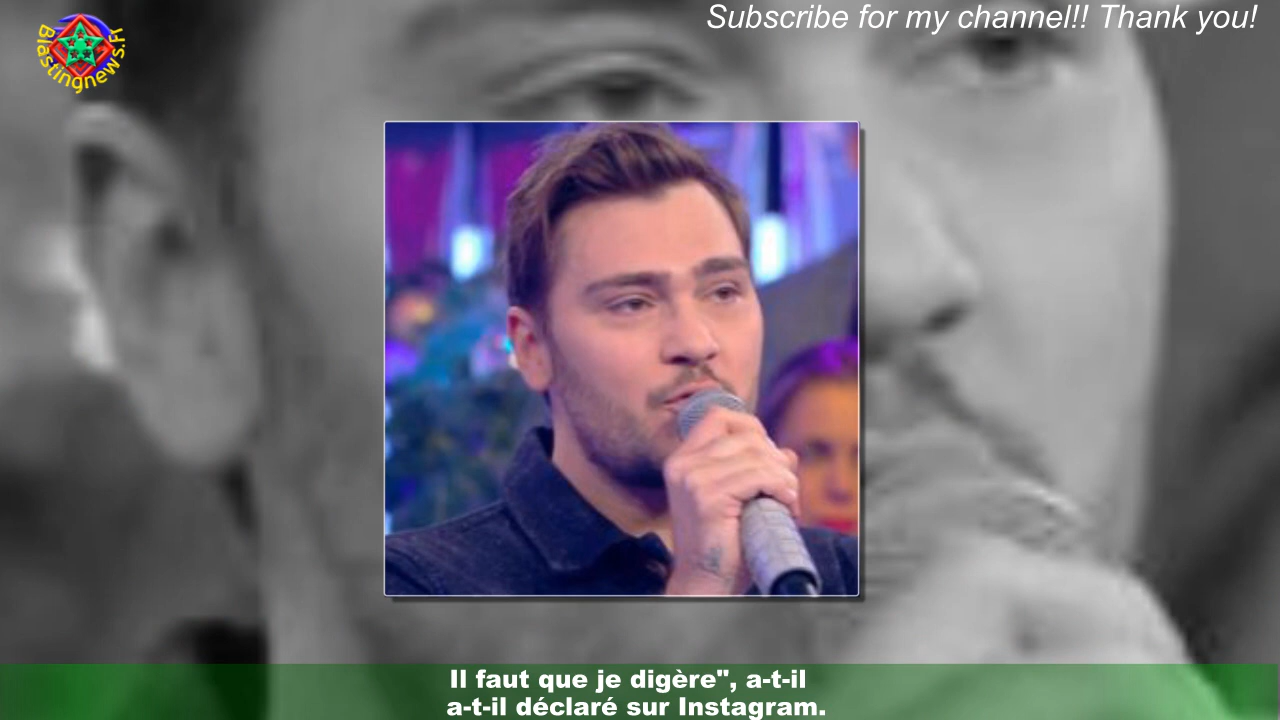 Subscribe for my channel!! Thank you!
Blastingnews.Fr
Il faut que je digère", a-t-il
a-t-il déclaré sur Instagram.